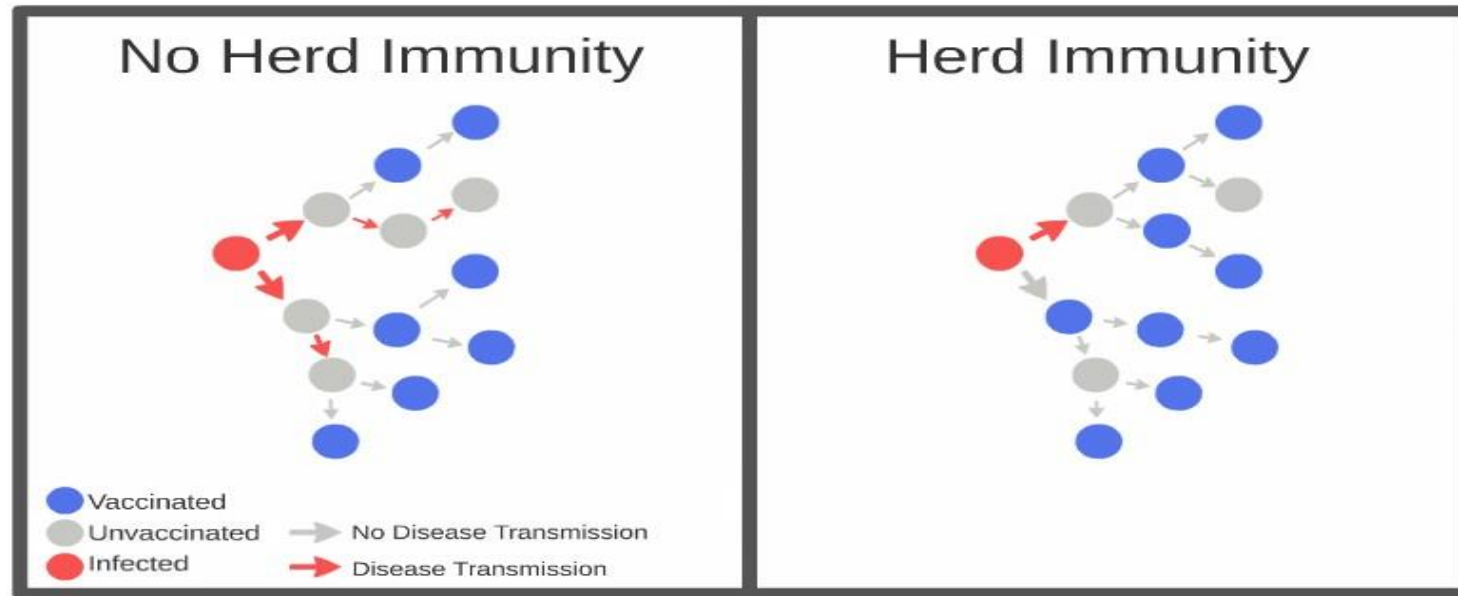 No Herd Immunity
Herd Immunity
Vaccinated
Unvaccinated
No Disease Transmission
Infected
Disease Transmission